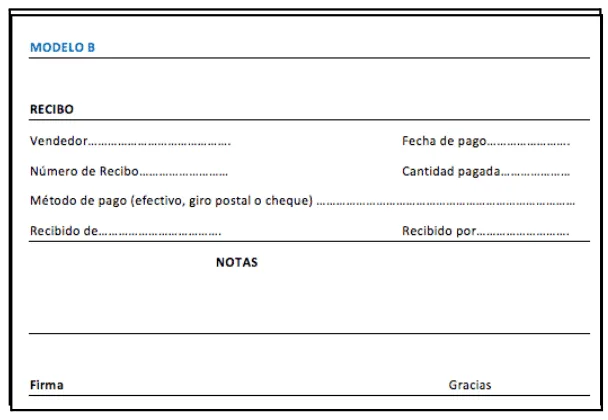 MODELO B
RECIBO
Vendedor…………………………………. Fecha de pago…………………….
Número de Recibo……………………… Cantidad pagada…………………
Método de pago (efectivo, giro postal o cheque) ……………………………………………………………………
Recibido de………………………………. Recibido por……………………….
NOTAS
Firma Gracias